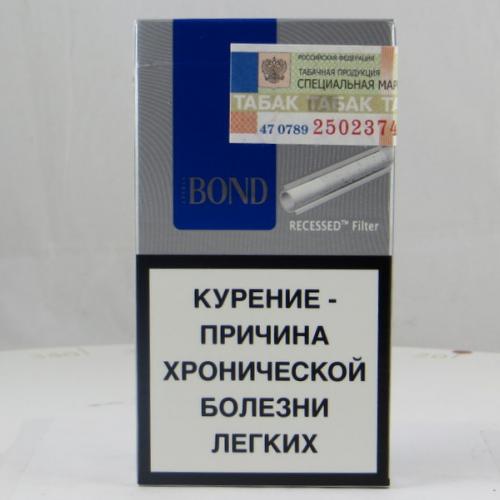 РОССИЙСКАЯ ФЕДЕРАЦИЯ
ТАБАЧНАЯ ПРОДУКЦИЯ
СПЕЦИАЛЬНАЯ МАР
ТАБАК ТАБАК ТА
47 0789 2502374
BOND
RECESSED™ Filter
КУРЕНИЕ -
ПРИЧИНА
ХРОНИЧЕСКОЙ
БОЛЕЗНИ
ЛЕГКИХ